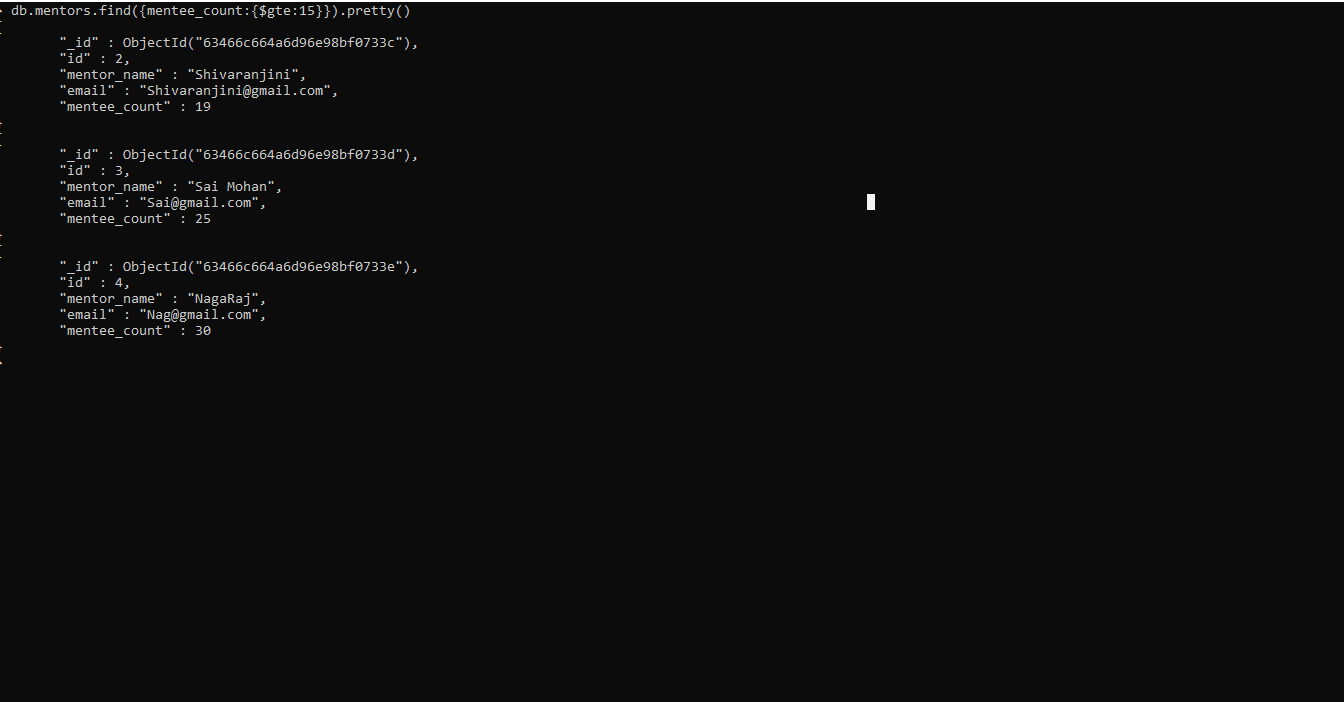 db.mentors.find({mentee_count:{$gte:15}}).pretty()
"_id" : ObjectId("63466c664a6d96e98bf0733c"),
"id" : 2,
"mentor_name" : "Shivaranjini",
"email" : "Shivaranjini@gmail.com",
"mentee_count" : 19
"_id" : ObjectId("63466c664a6d96e98bf0733d"),
"id" : 3,
"mentor_name" : "Sai Mohan",
"email" : "Sai@gmail.com",
"mentee_count" : 25
"_id" : ObjectId("63466c664a6d96e98bf0733e"),
"id" : 4,
"mentor_name" : "NagaRaj",
"email" : "Nag@gmail.com",
"mentee_count" : 30